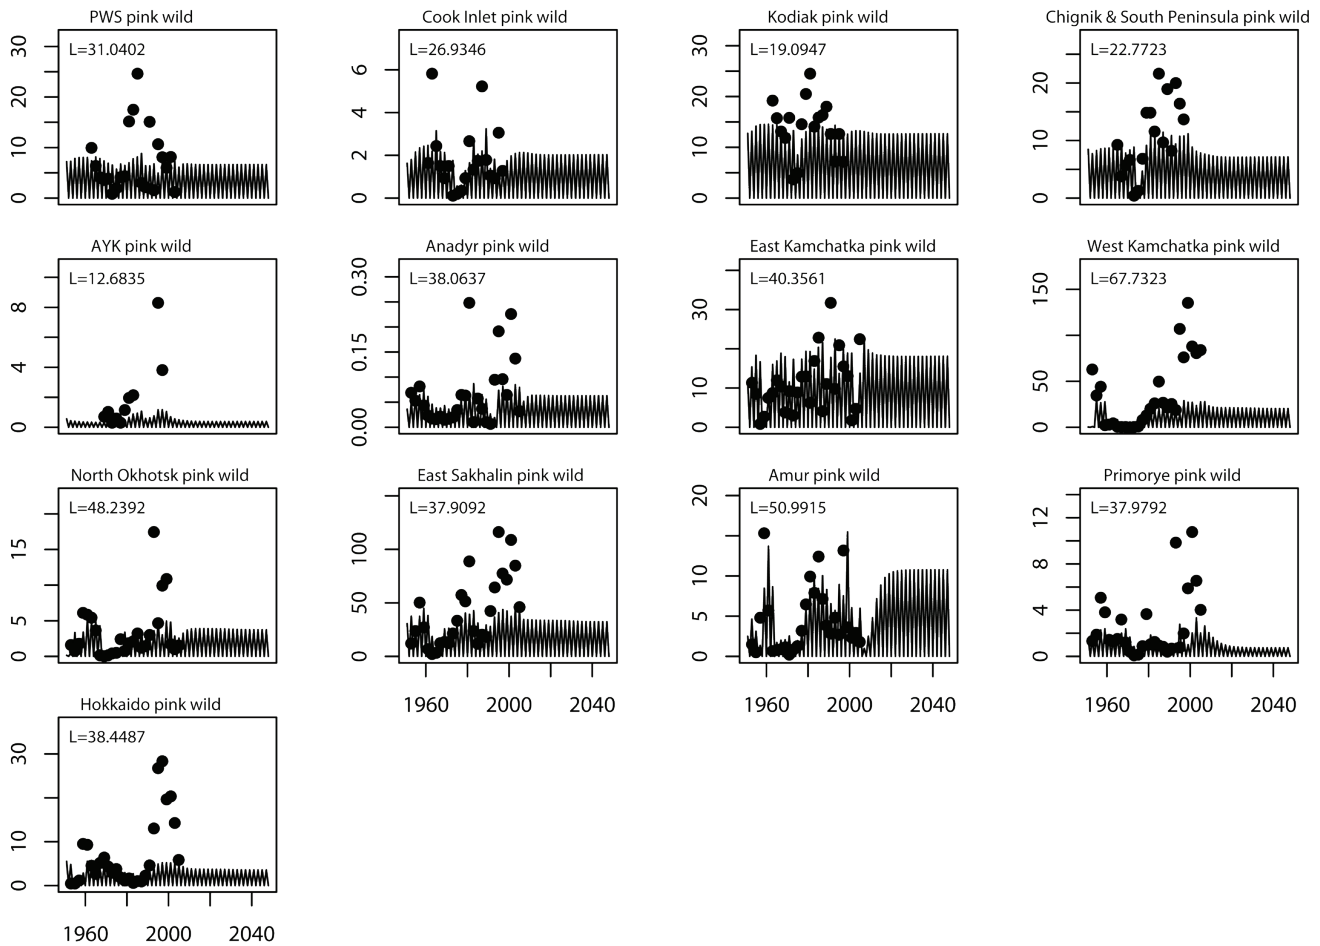 PWS pink wild
L=31.0402
30
20
10
0
Cook Inlet pink wild
L=26.9346
6
4
2
0
Kodiak pink wild
L=19.0947
30
20
10
0
Chignik & South Peninsula pink wild
L=22.7723
20
10
0
AYK pink wild
L=12.6835
8
4
0
Anadyr pink wild
L=38.0637
0.30
0.15
0.00
East Kamchatka pink wild
L=40.3561
30
10
0
West Kamchatka pink wild
L=67.7323
150
50
0
North Okhotsk pink wild
L=48.2392
15
5
0
East Sakhalin pink wild
L=37.9092
100
50
0
1960 2000 2040
Amur pink wild
L=50.9915
20
10
5
0
1960 2000 2040
Primorye pink wild
L=37.9792
12
8
4
0
1960 2000 2040
Hokkaido pink wild
L=38.4487
30
10
0
1960 2000 2040